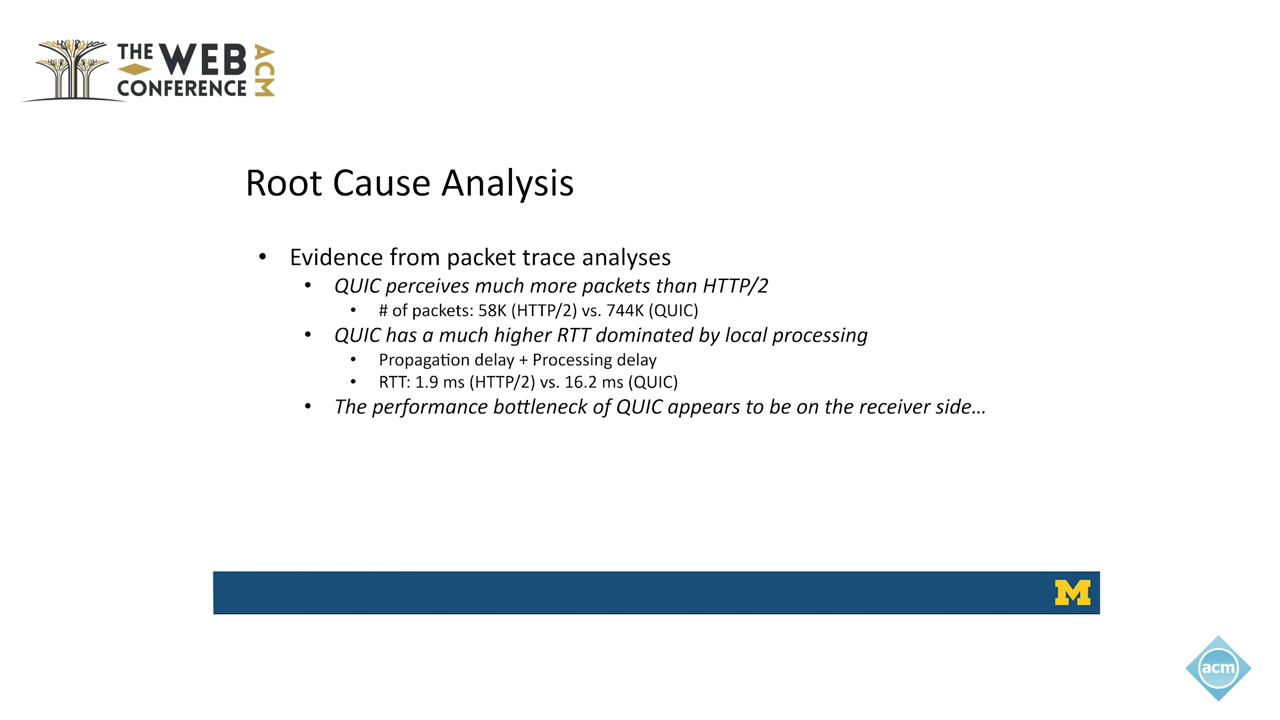 THE WEB
CONFERENCE
ACM
Root Cause Analysis
• Evidence from packet trace analyses
• QUIC perceives much more packets than HTTP/2
• # of packets: 58K (HTTP/2) vs. 744K (QUIC)
• QUIC has a much higher RTT dominated by local processing
• Propagation delay + Processing delay
• RTT: 1.9 ms (HTTP/2) vs. 16.2 ms (QUIC)
• The performance bottleneck of QUIC appears to be on the receiver side…
M
acm